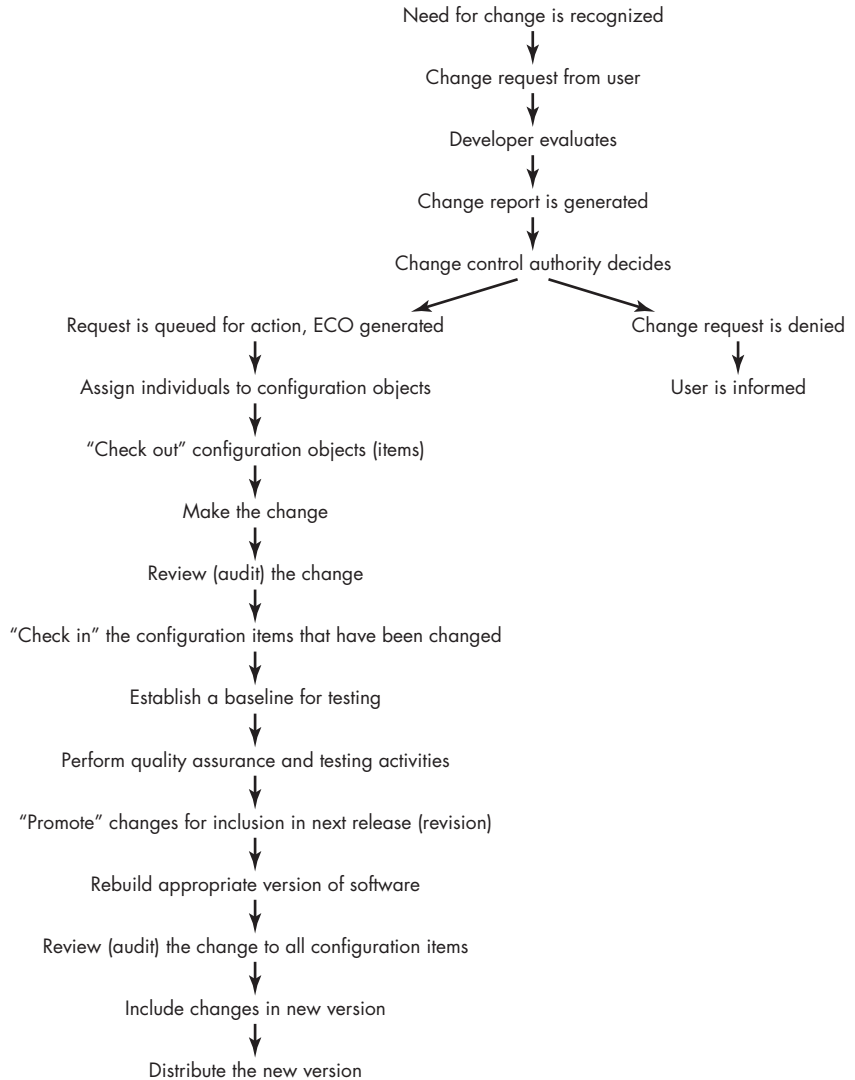 Need for change is recognized
Change request from user
Developer evaluates
Change report is generated
Change control authority decides
Request is queued for action, ECO generated
Change request is denied
Assign individuals to configuration objects
User is informed
“Check out” configuration objects (items)
Make the change
Review (audit) the change
“Check in” the configuration items that have been changed
Establish a baseline for testing
Perform quality assurance and testing activities
“Promote” changes for inclusion in next release (revision)
Rebuild appropriate version of software
Review (audit) the change to all configuration items
Include changes in new version
Distribute the new version